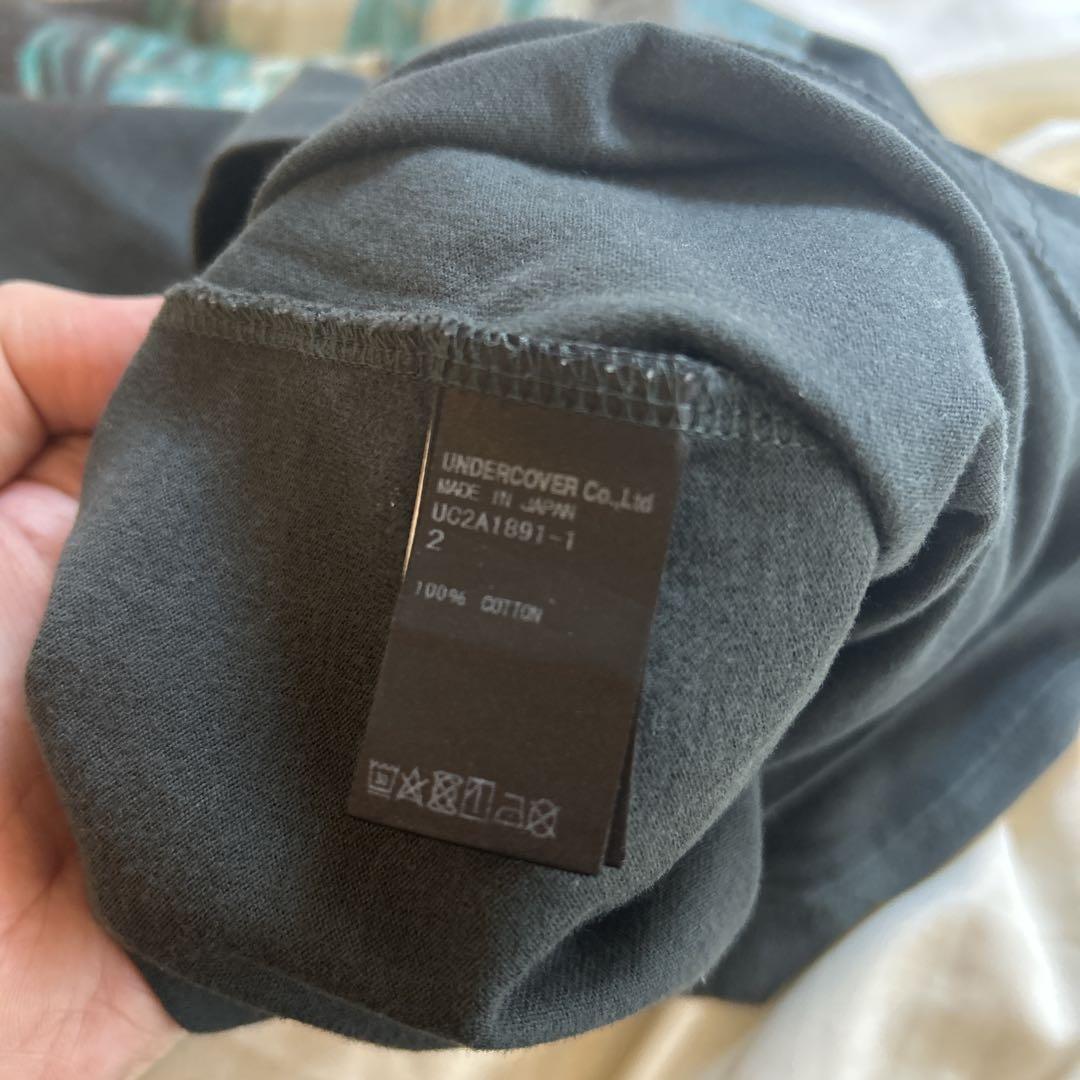 UNDERCOVER Co.,Ltd
MADE IN JAPAN
UC2A1891-1
2
100% COTTON